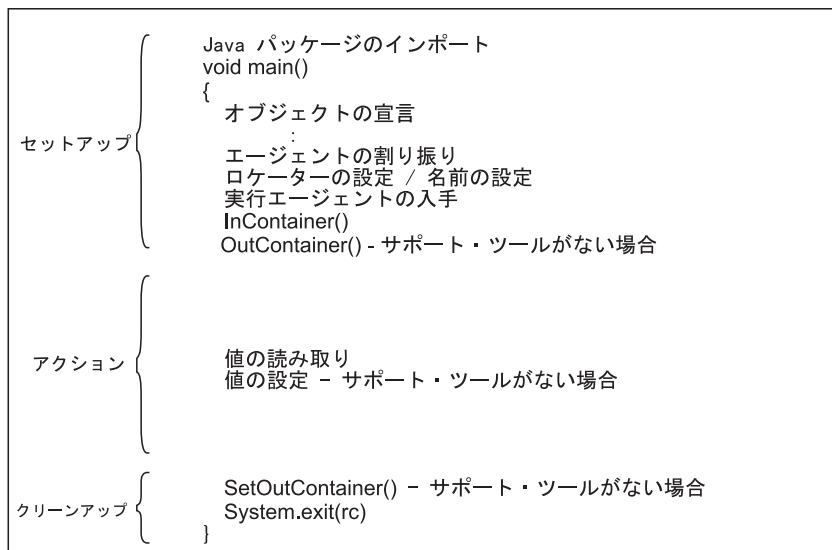 Java パッケージのインポート
void main()
{
オブジェクトの宣言
:
セットアップ
エージェントの割り振り
ロケーターの設定 / 名前の設定
実行エージェントの入手
InContainer()
OutContainer() - サポート・ツールがない場合
アクション
値の読み取り
値の設定 - サポート・ツールがない場合
クリーンアップ
SetOutContainer() - サポート・ツールがない場合
System.exit(rc)
}